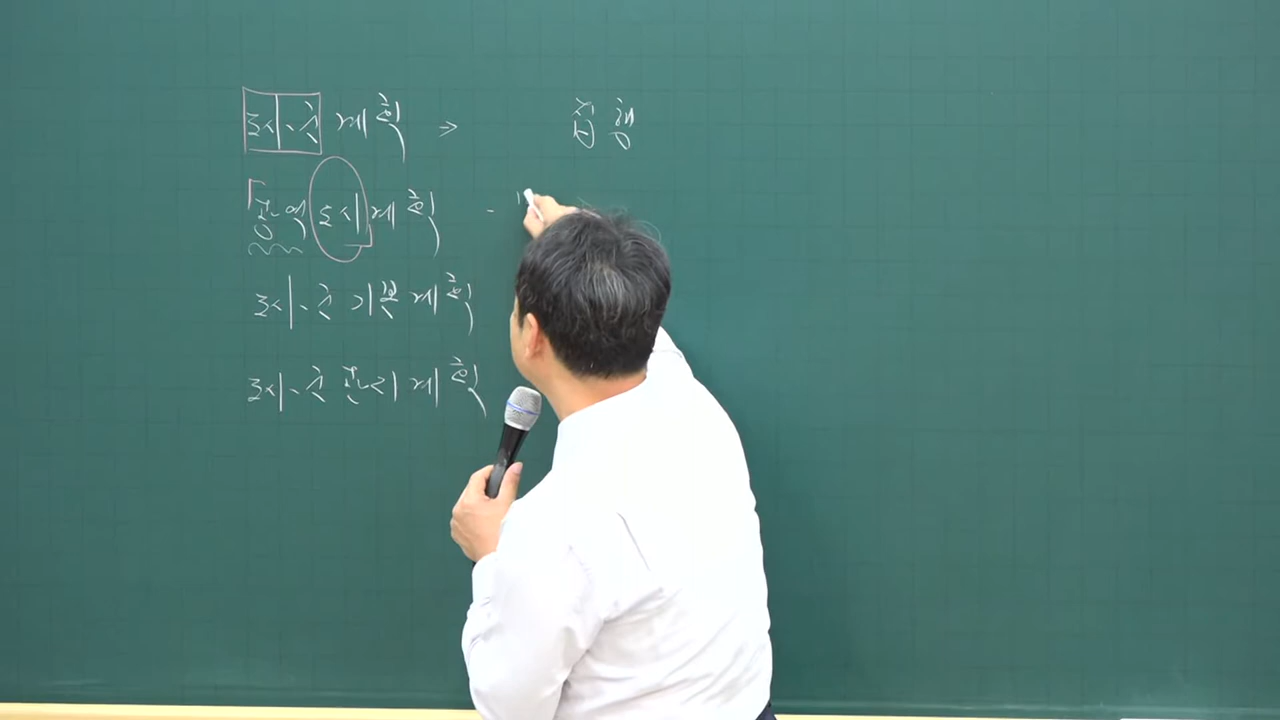 도시·군 계획 > 집행
「광역도시계획 -
도시·군 기본계획
도시·군 관리계획